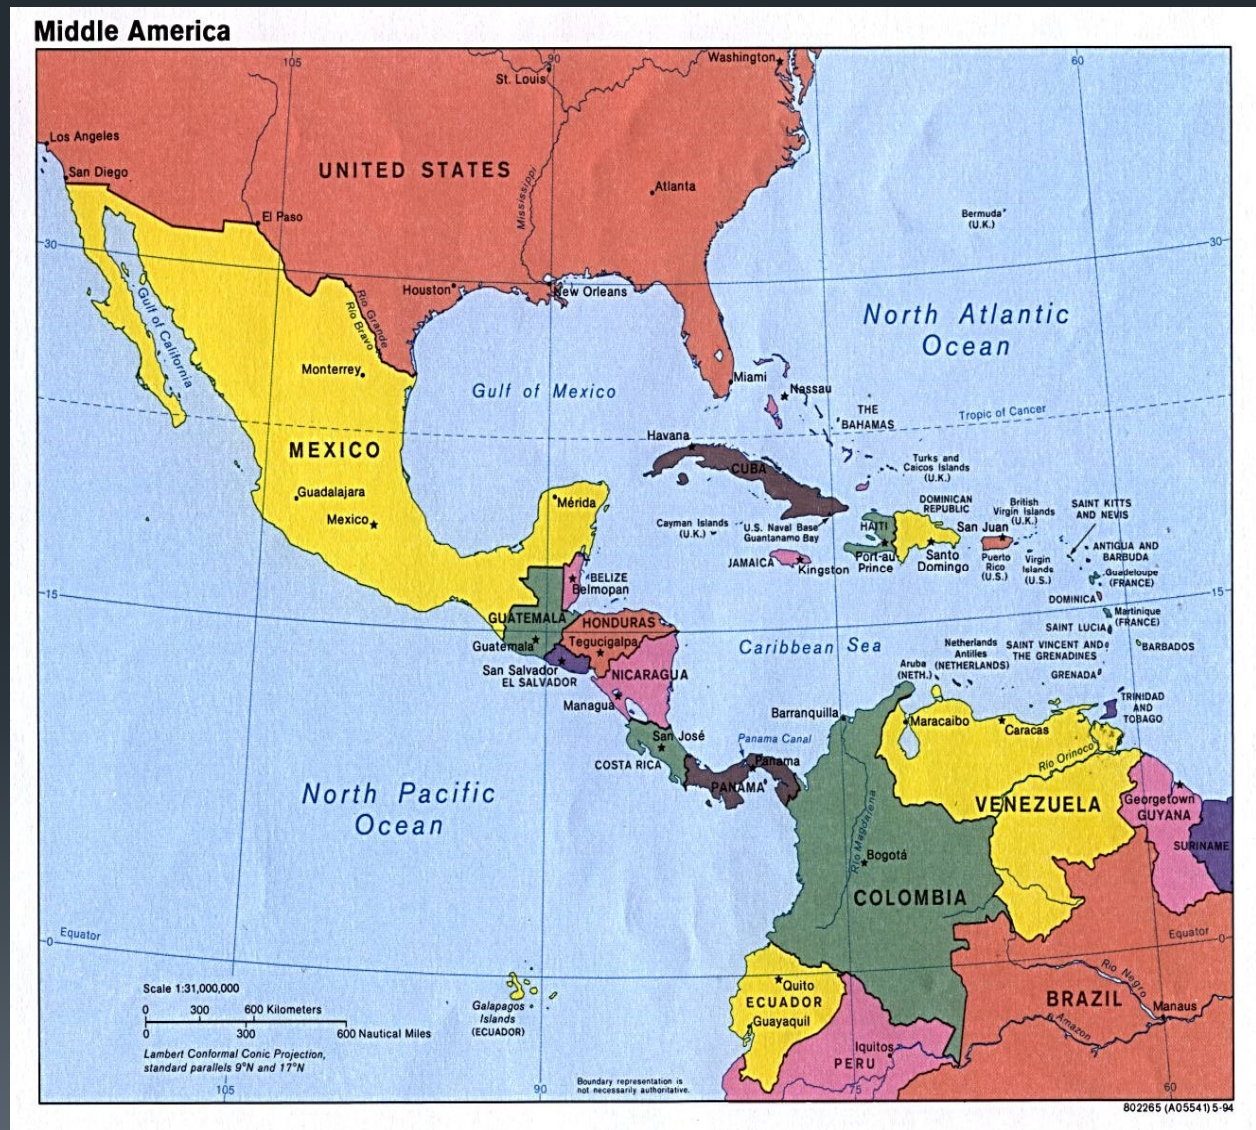 Middle America
105
90
60
Washington
St. Louis
Los Angeles
San Diego
UNITED STATES
Mississippi
Atlanta
El Paso
Bermuda
(U.K.)
30
30
Gulf of California
Rio Grande
Rio Bravo
Houston
New Orleans
North Atlantic
Ocean
Monterrey
Gulf of Mexico
Miami
Nassau
THE
BAHAMAS
Tropic of Cancer
MEXICO
Havana
CUBA
Turks and
Caicos Islands
(U.K.)
Guadalajara
Mexico
Mérida
Cayman Islands
(U.K.)
U.S. Naval Base
Guantanamo Bay
HAITI
DOMINICAN
REPUBLIC
San Juan
British
Virgin Islands
(U.K.)
SAINT KITTS
AND NEVIS
JAMAICA
Kingston
Port-au
Prince
Santo
Domingo
Puerto
Rico
(U.S.)
Virgin
Islands
(U.S.)
ANTIGUA AND
BARBUDA
Guadeloupe
(FRANCE)
15
15
BELIZE
Belmopan
DOMINICA
Martinique
(FRANCE)
GUATEMALA
HONDURAS
Guatemala
Tegucigalpa
SAINT LUCIA
Caribbean Sea
Netherlands
Antilles
(NETHERLANDS)
SAINT VINCENT AND
THE GRENADINES
BARBADOS
San Salvador
EL SALVADOR
NICARAGUA
Aruba
(NETH.)
GRENADA
Managua
Barranquilla
Maracaibo
Caracas
TRINIDAD
AND
TOBAGO
San José
COSTA RICA
Panama Canal
Panama
PANAMA
Rio Orinoco
North Pacific
Ocean
VENEZUELA
Georgetown
GUYANA
SURINAME
Rio Magdalena
Bogotá
COLOMBIA
0
Equator
Equator
0
Scale 1:31,000,000
0 300 600 Kilometers
0 300 600 Nautical Miles
Lambert Conformal Conic Projection,
standard parallels 9°N and 17°N
Galapagos
Islands
(ECUADOR)
Quito
ECUADOR
Guayaquil
Rio Negro
BRAZIL
Manaus
Amazon
Iquitos
PERU
105
90
Boundary representation is
not necessarily authoritative.
75
60
802265 (A05541) 5-94